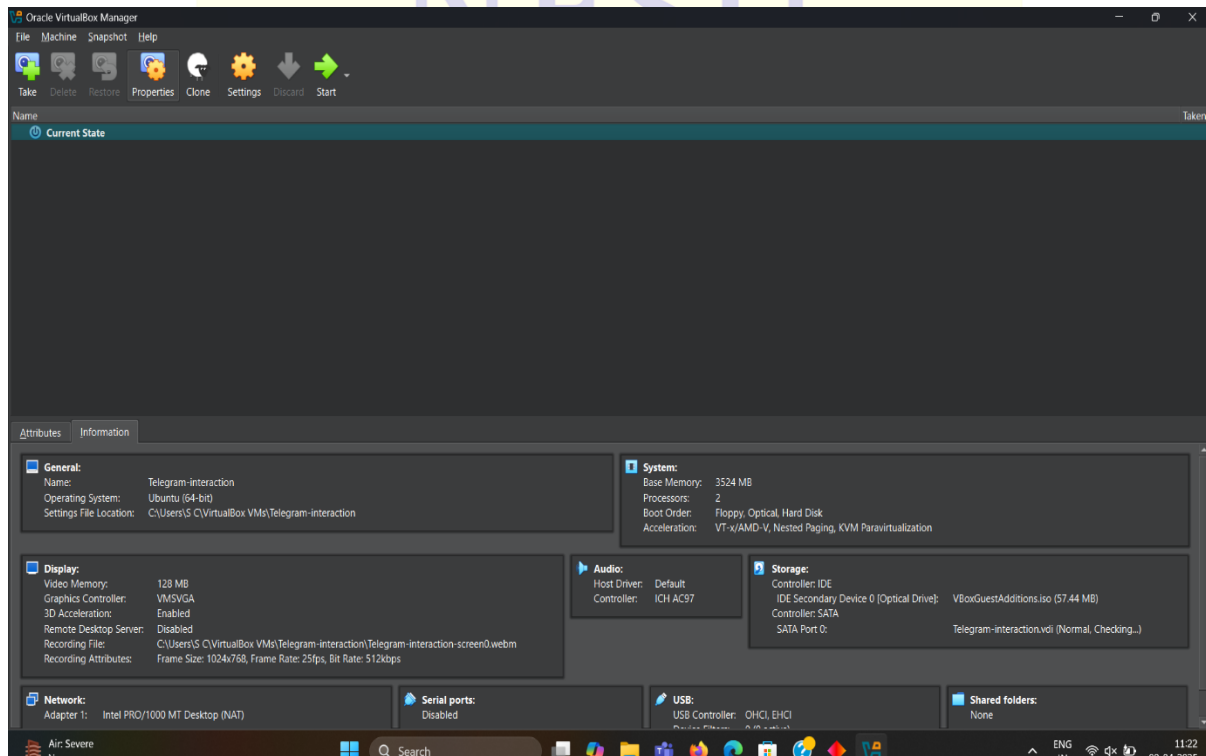 Oracle VirtualBox Manager
File Machine Snapshot Help
Take Delete Restore Properties Clone Settings Discard Start
Name Taken
Current State
Attributes Information
General:
Name: Telegram-interaction
Operating System: Ubuntu (64-bit)
Settings File Location: C:\Users\S C\VirtualBox VMs\Telegram-interaction
System:
Base Memory: 3524 MB
Processors: 2
Boot Order: Floppy, Optical, Hard Disk
Acceleration: VT-x/AMD-V, Nested Paging, KVM Paravirtualization
Display:
Video Memory: 128 MB
Graphics Controller: VMSVGA
3D Acceleration: Enabled
Remote Desktop Server: Disabled
Recording File: C:\Users\S C\VirtualBox VMs\Telegram-interaction\Telegram-interaction-screen0.webm
Recording Attributes: Frame Size: 1024x768, Frame Rate: 25fps, Bit Rate: 512kbps
Audio:
Host Driver: Default
Controller: ICH AC97
Storage:
Controller: IDE
IDE Secondary Device 0 [Optical Drive]: VBoxGuestAdditions.iso (57.44 MB)
Controller: SATA
SATA Port 0: Telegram-interaction.vdi (Normal, Checking...)
Network:
Adapter 1: Intel PRO/1000 MT Desktop (NAT)
Serial ports:
Disabled
USB:
USB Controller: OHCI, EHCI
Shared folders:
None
Air: Severe
Search
ENG
11:22